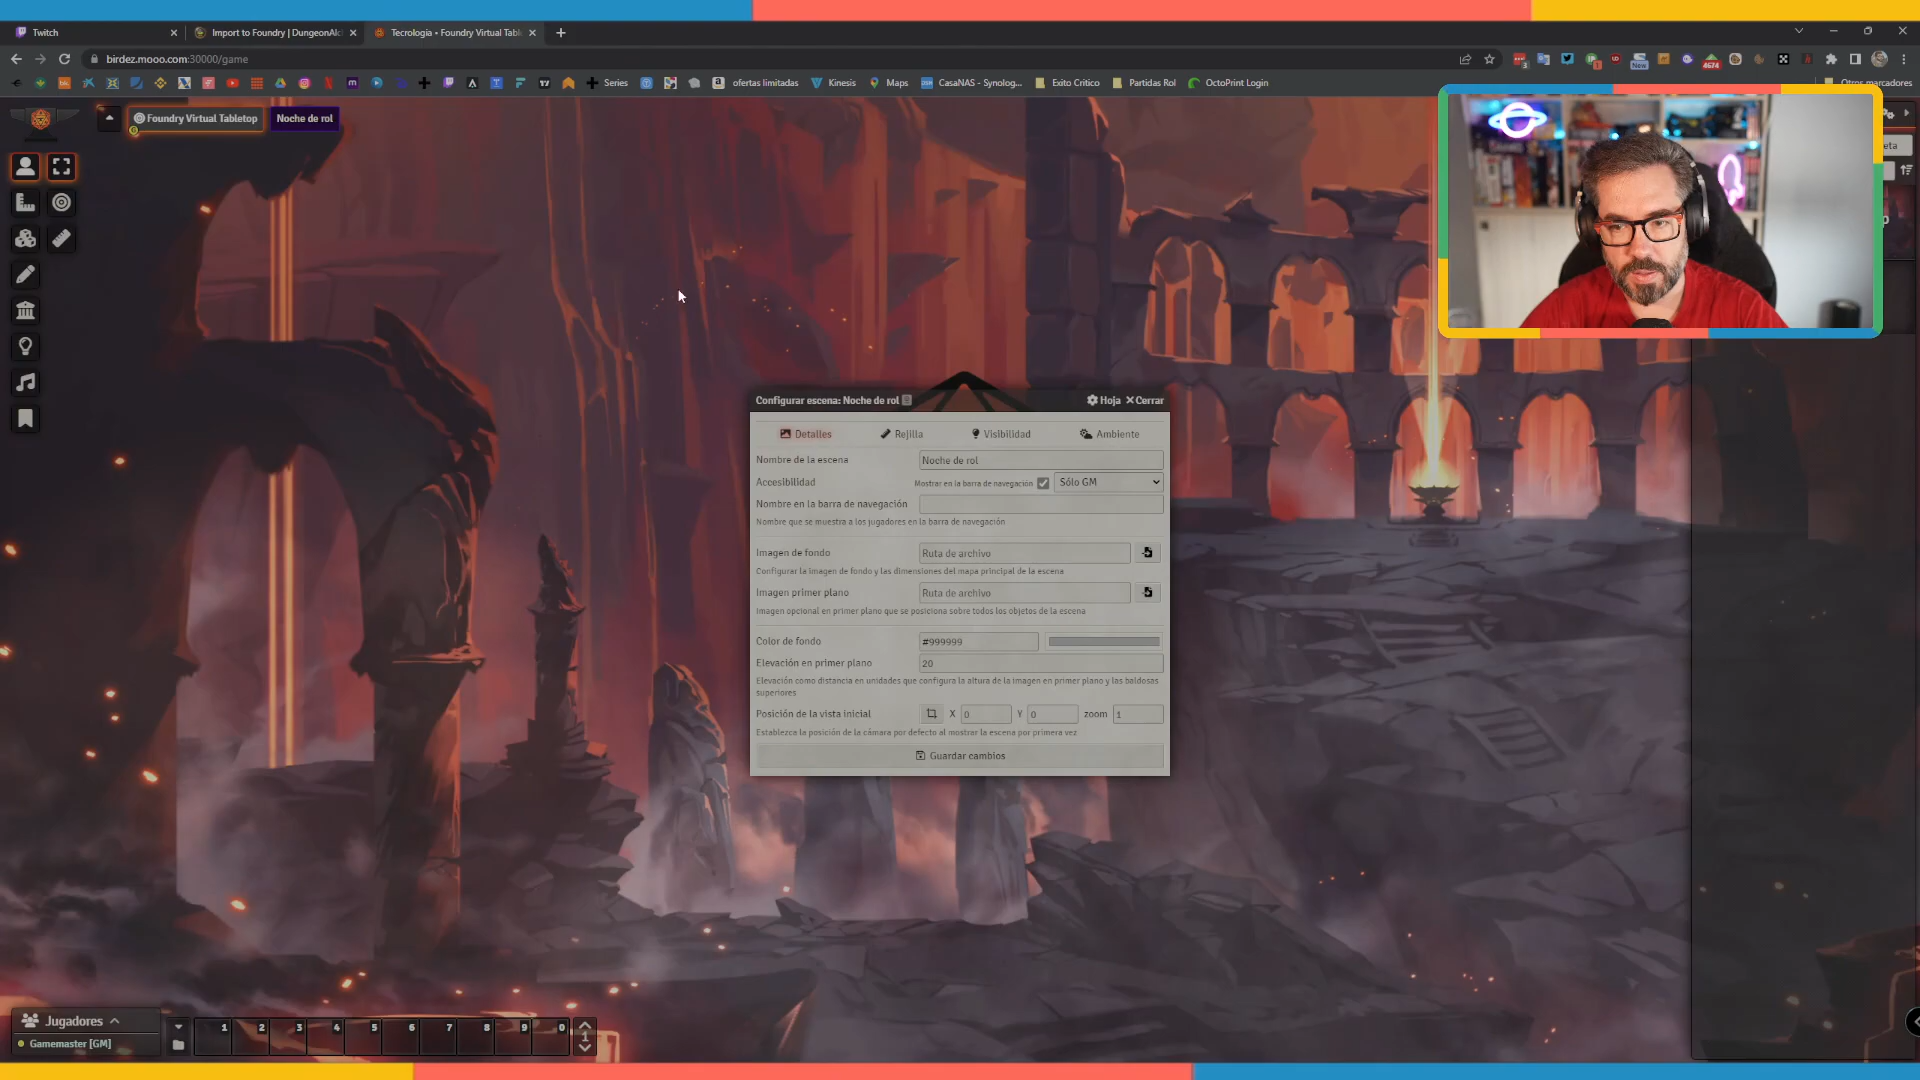 Twitch
Import to Foundry | DungeonAlc
Tecrología • Foundry Virtual Tabl
birdez.mooo.com:30000/game
Series
ofertas limitadas
Kinesis
Maps
CasaNAS - Synolog...
Exito Critico
Partidas Rol
OctoPrint Login
Otros marcadores
Foundry Virtual Tabletop
Noche de rol
Configurar escena: Noche de rol
Hoja
Cerrar
Detalles
Rejilla
Visibilidad
Ambiente
Nombre de la escena
Noche de rol
Accesibilidad
Mostrar en la barra de navegación
Sólo GM
Nombre en la barra de navegación
Nombre que se muestra a los jugadores en la barra de navegación
Imagen de fondo
Ruta de archivo
Configurar la imagen de fondo y las dimensiones del mapa principal de la escena
Imagen primer plano
Ruta de archivo
Imagen opcional en primer plano que se posiciona sobre todos los objetos de la escena
Color de fondo
#999999
Elevación en primer plano
20
Elevación como distancia en unidades que configura la altura de la imagen en primer plano y las baldosas
superiores
Posición de la vista inicial
X 0 Y 0 zoom 1
Establezca la posición de la cámara por defecto al mostrar la escena por primera vez
Guardar cambios
Jugadores
Gamemaster [GM]
1 2 3 4 5 6 7 8 9 0
1